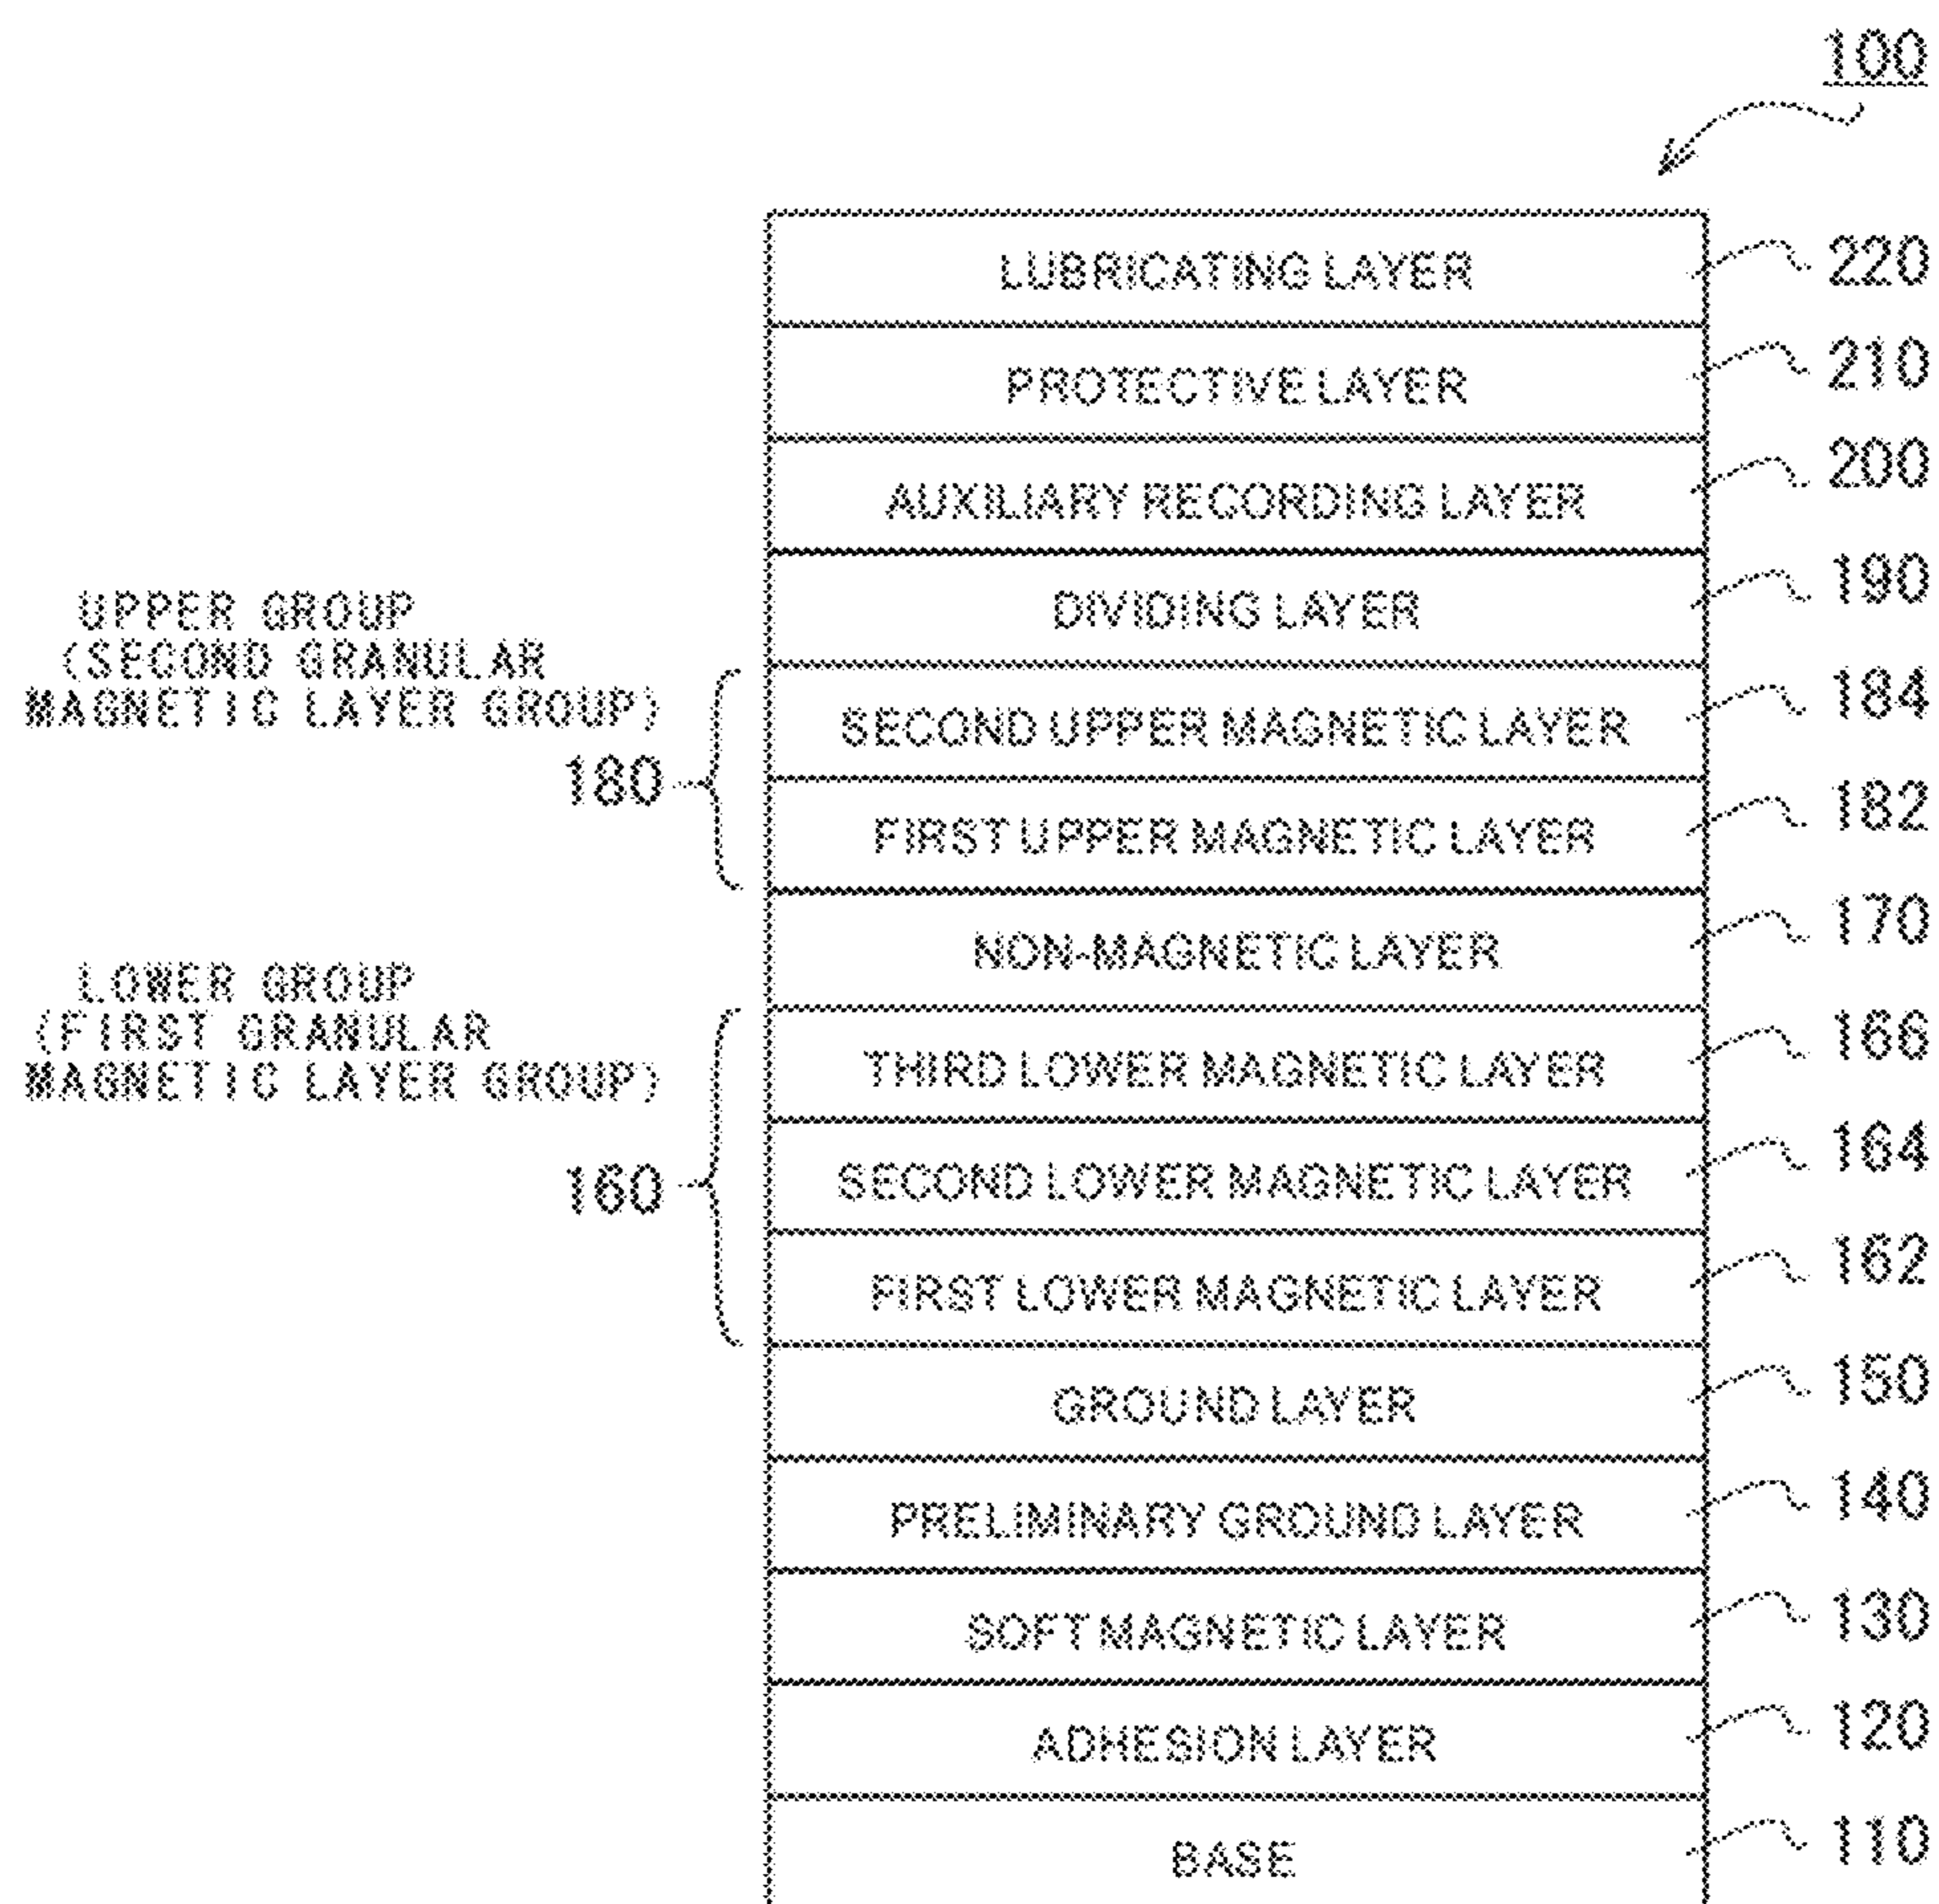 100
LUBRICATING LAYER 220
PROTECTIVE LAYER 210
AUXILIARY RECORDING LAYER 200
DIVIDING LAYER 190
UPPER GROUP
(SECOND GRANULAR
MAGNETIC LAYER GROUP)
180
SECOND UPPER MAGNETIC LAYER 184
FIRST UPPER MAGNETIC LAYER 182
NON-MAGNETIC LAYER 170
LOWER GROUP
(FIRST GRANULAR
MAGNETIC LAYER GROUP)
160
THIRD LOWER MAGNETIC LAYER 166
SECOND LOWER MAGNETIC LAYER 164
FIRST LOWER MAGNETIC LAYER 162
GROUND LAYER 150
PRELIMINARY GROUND LAYER 140
SOFT MAGNETIC LAYER 130
ADHESION LAYER 120
BASE 110